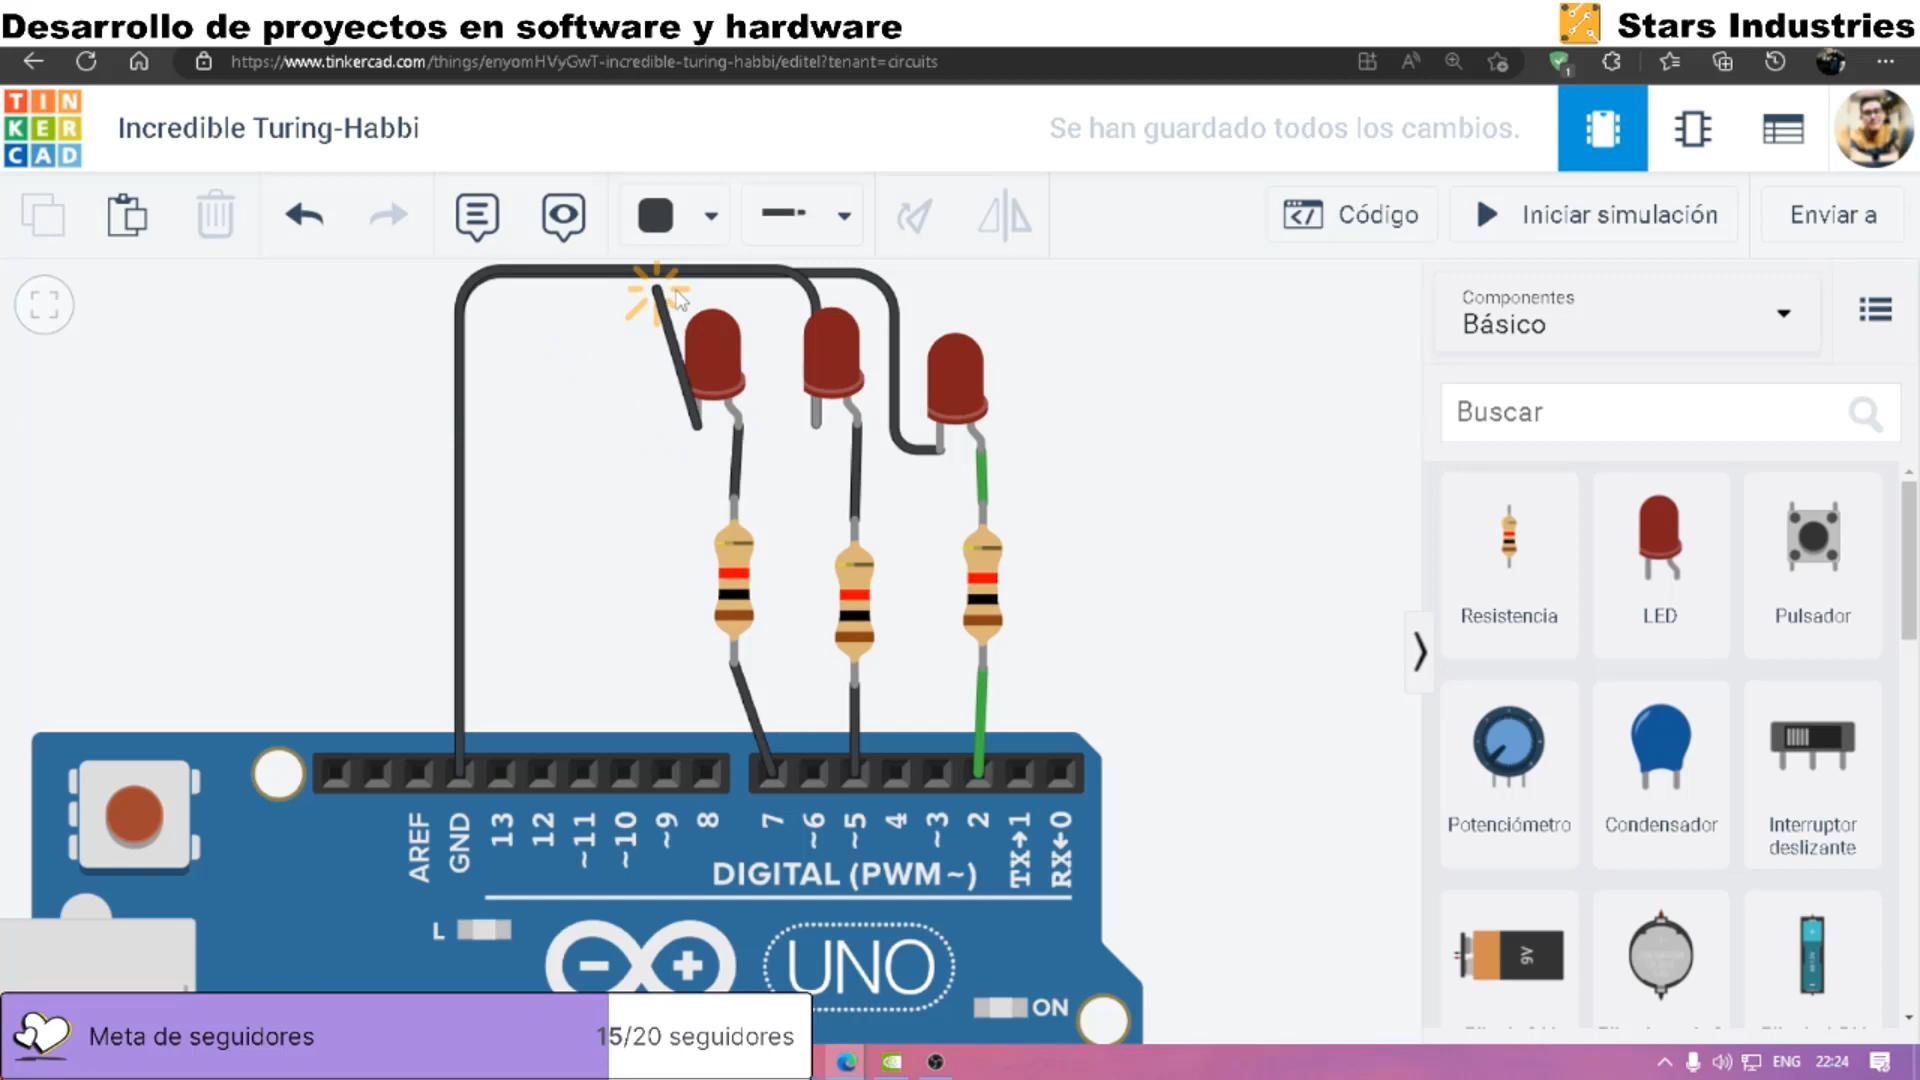 Desarrollo de proyectos en software y hardware
Stars Industries
https://www.tinkercad.com/things/enyomHVyGwT-incredible-turing-habbi/editel?tenant=circuits
1
TIN
KER
CAD
Incredible Turing-Habbi
Se han guardado todos los cambios.
Código
Iniciar simulación
Enviar a
Componentes
Básico
Buscar
Resistencia
LED
Pulsador
Potenciómetro
Condensador
Interruptor
deslizante
9V
AREF
GND
13
12
~11
~10
~9
8
7
~6
~5
4
~3
2
TX→1
RX←0
DIGITAL (PWM~)
L
UNO
ON
Meta de seguidores
15/20 seguidores
ENG
22:24